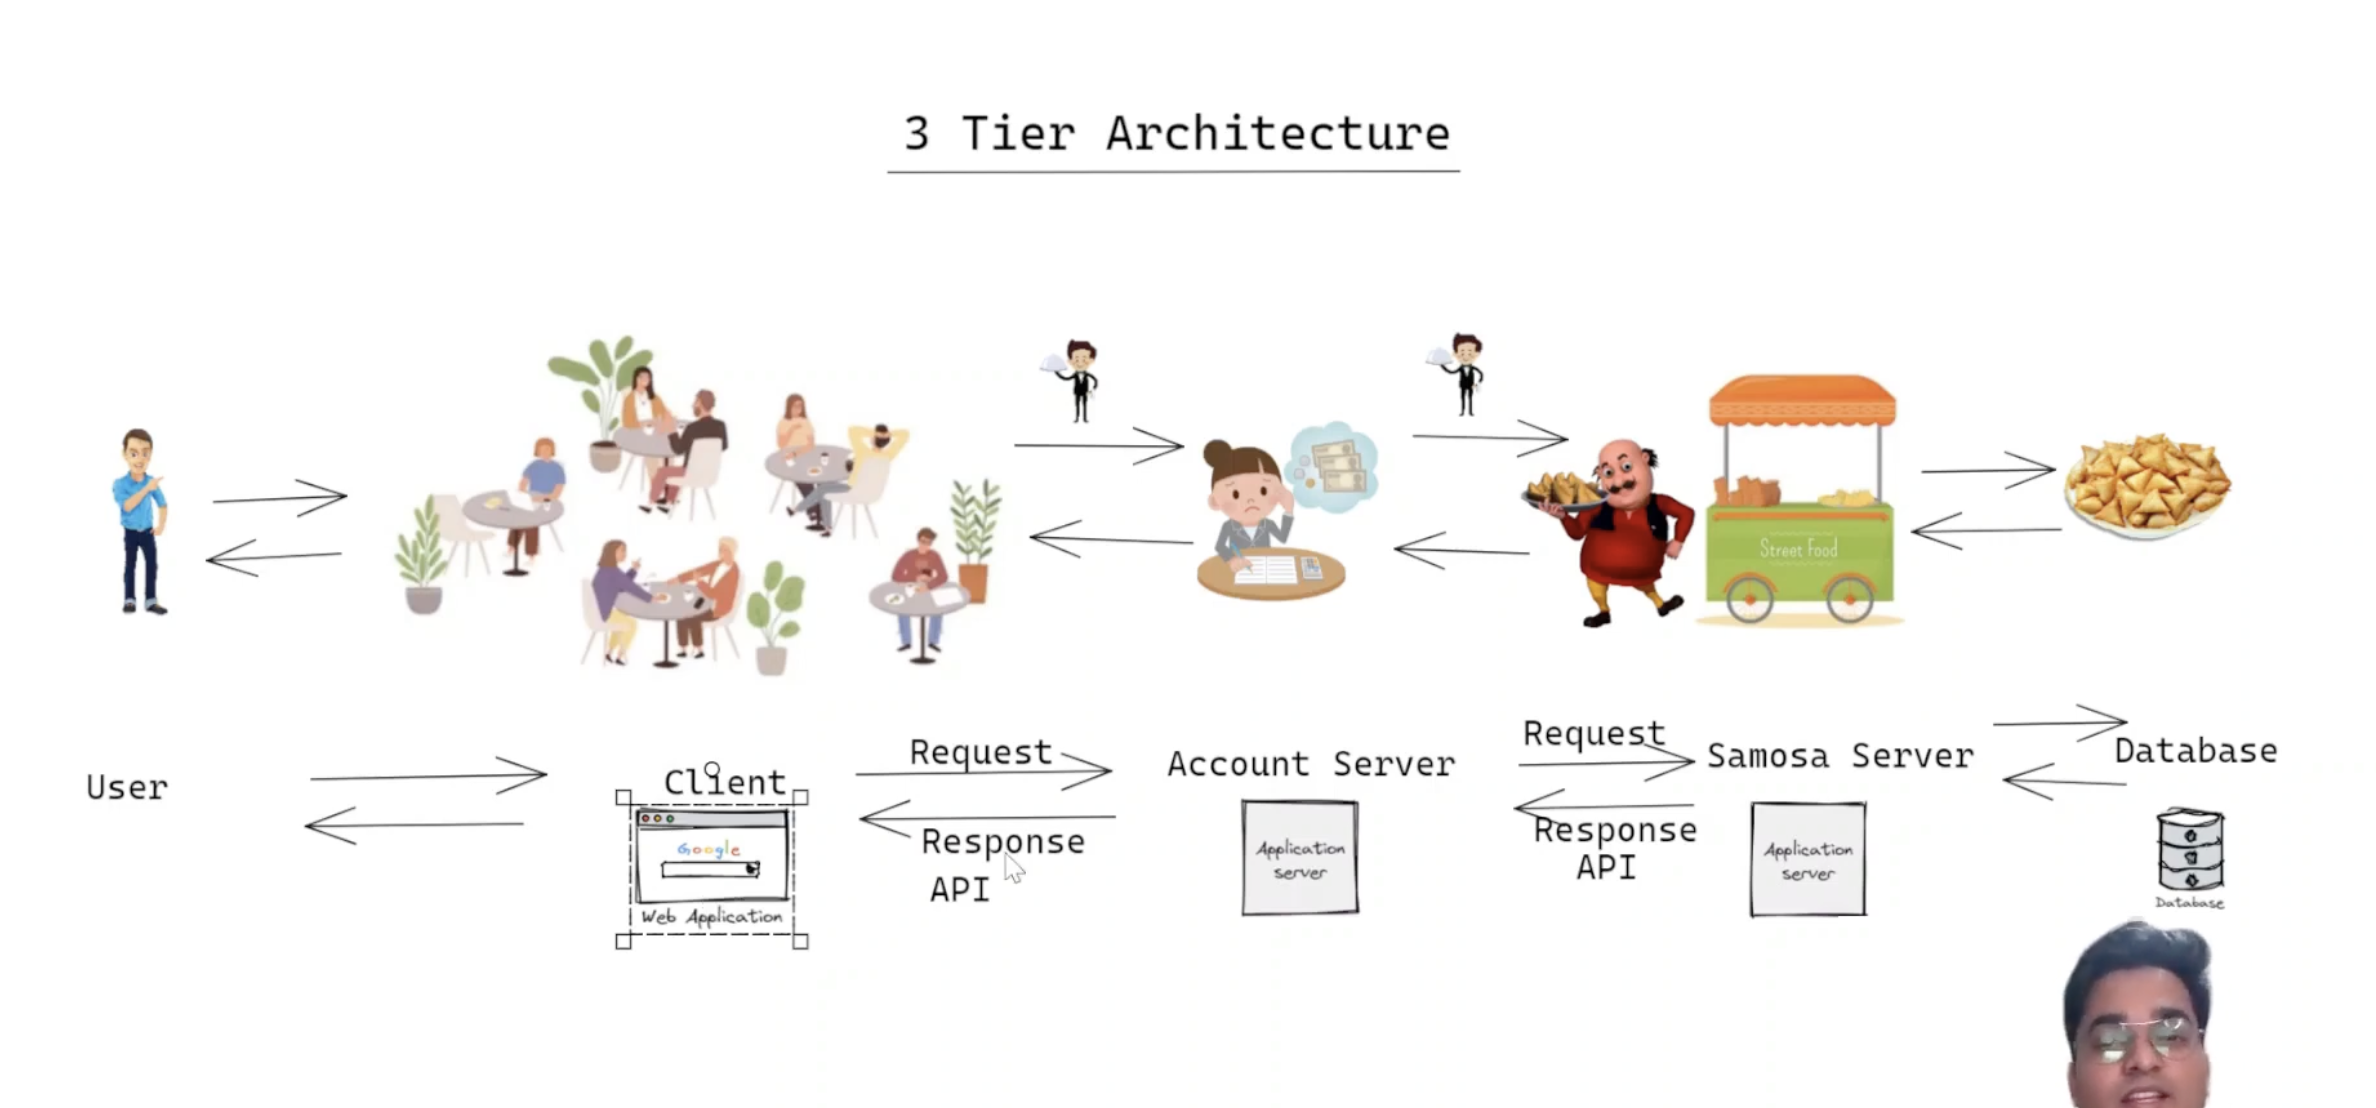 3 Tier Architecture
Street Food
User
Client
Google
Web Application
Request
Response
API
Account Server
Application
server
Request
Response
API
Samosa Server
Application
server
Database
Database